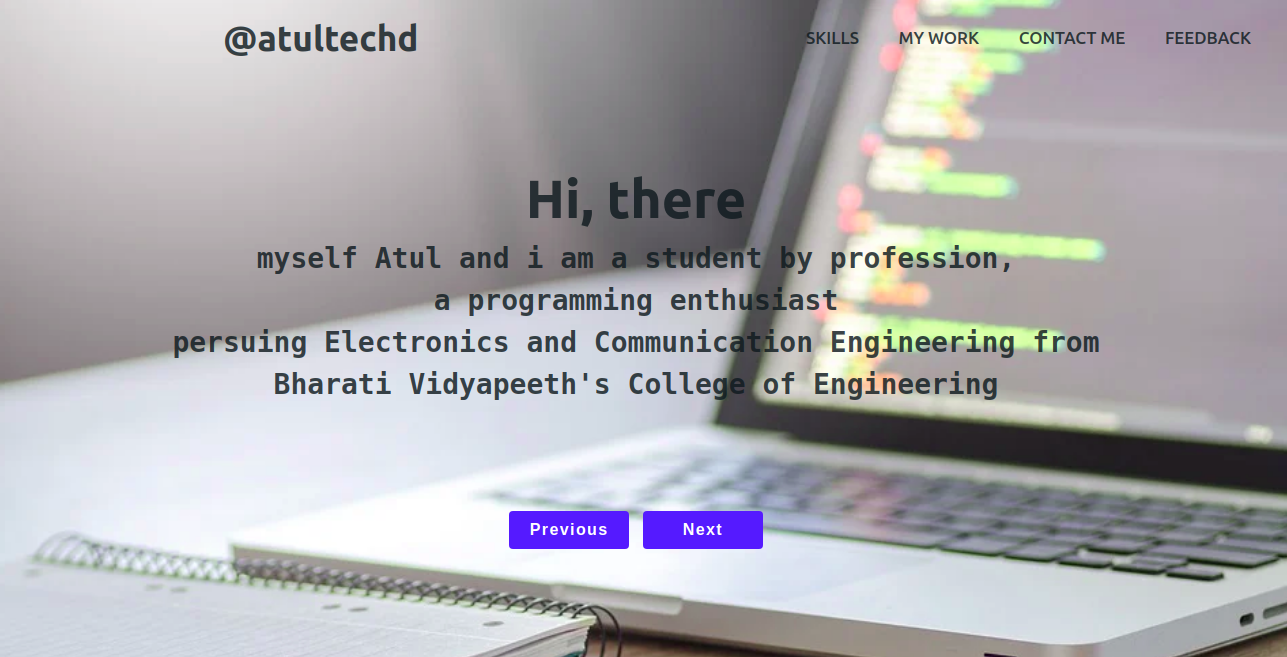 @atultechd
SKILLS MY WORK CONTACT ME FEEDBACK
Hi, there
myself Atul and i am a student by profession,
a programming enthusiast
persuing Electronics and Communication Engineering from
Bharati Vidyapeeth's College of Engineering
Previous Next